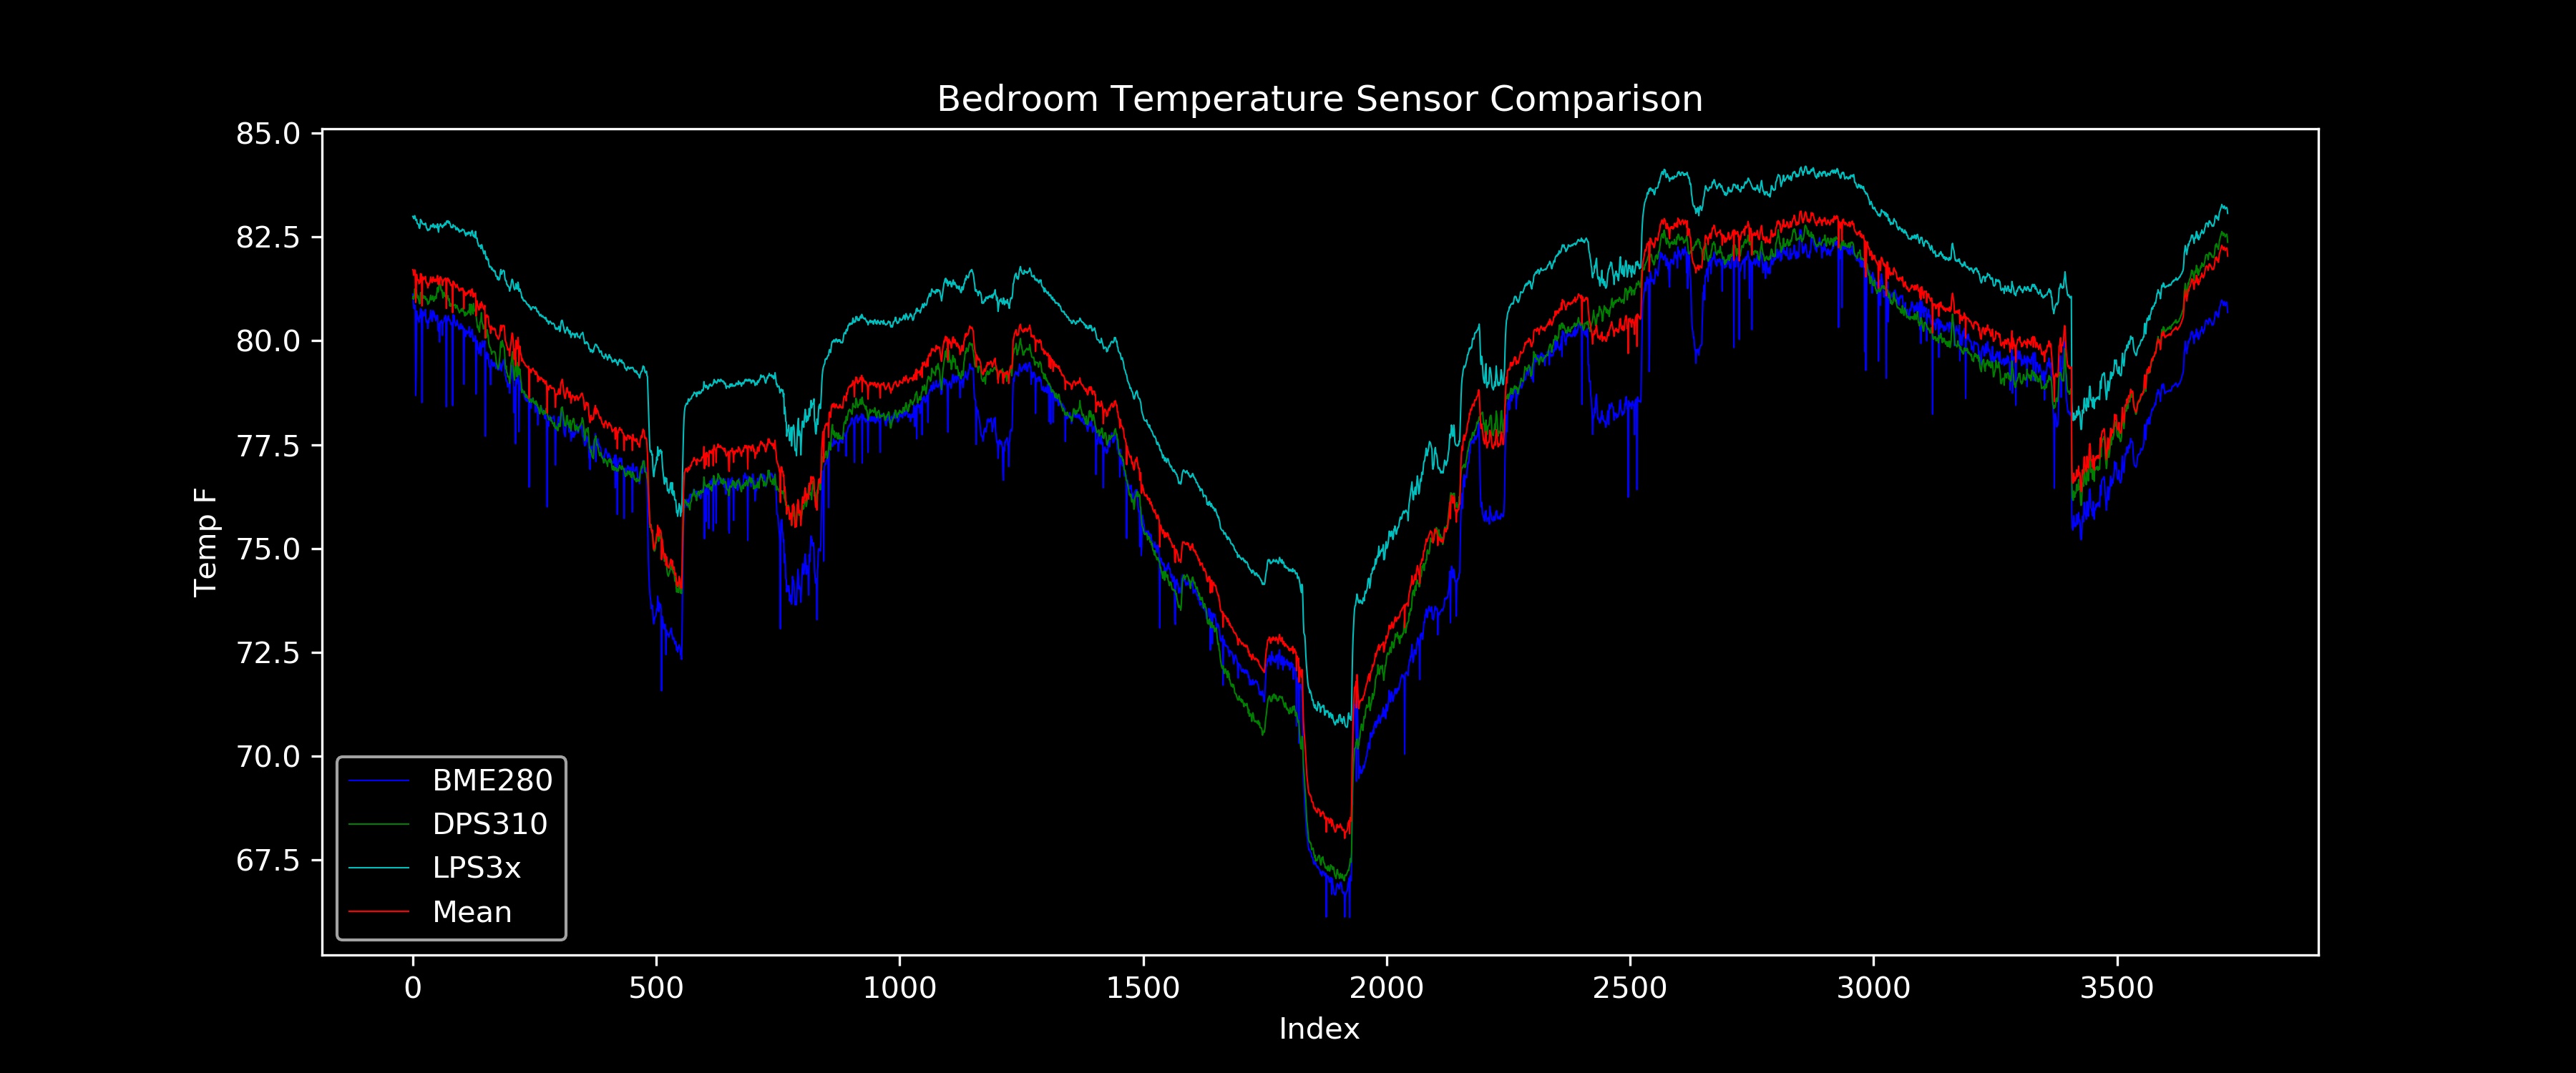 Bedroom Temperature Sensor Comparison
85.0
82.5
80.0
77.5
75.0
72.5
70.0
67.5
Temp F
BME280
DPS310
LPS3x
Mean
0 500 1000 1500 2000 2500 3000 3500
Index